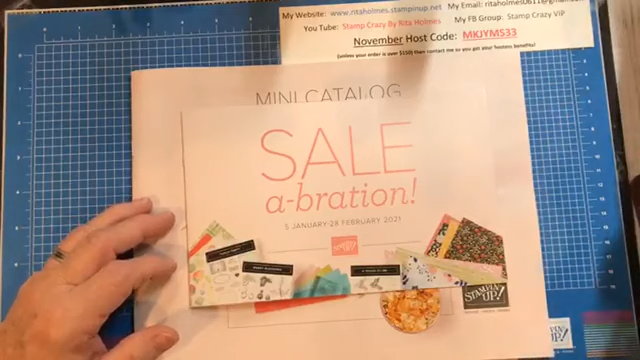 My Website: www.ritaholmes.stampinup.net My Email: ritaholmes0611@gmail.com
You Tube: Stamp Crazy By Rita Holmes My FB Group: Stamp Crazy VIP
November Host Code: MKJYMS33
(unless your order is over $150) then contact me so you get your hostess benefits)
MINI CATALOG
SALE
a-bration!
5 JANUARY-28 FEBRUARY 2021
STAMPIN' UP!
STAMPIN' UP!